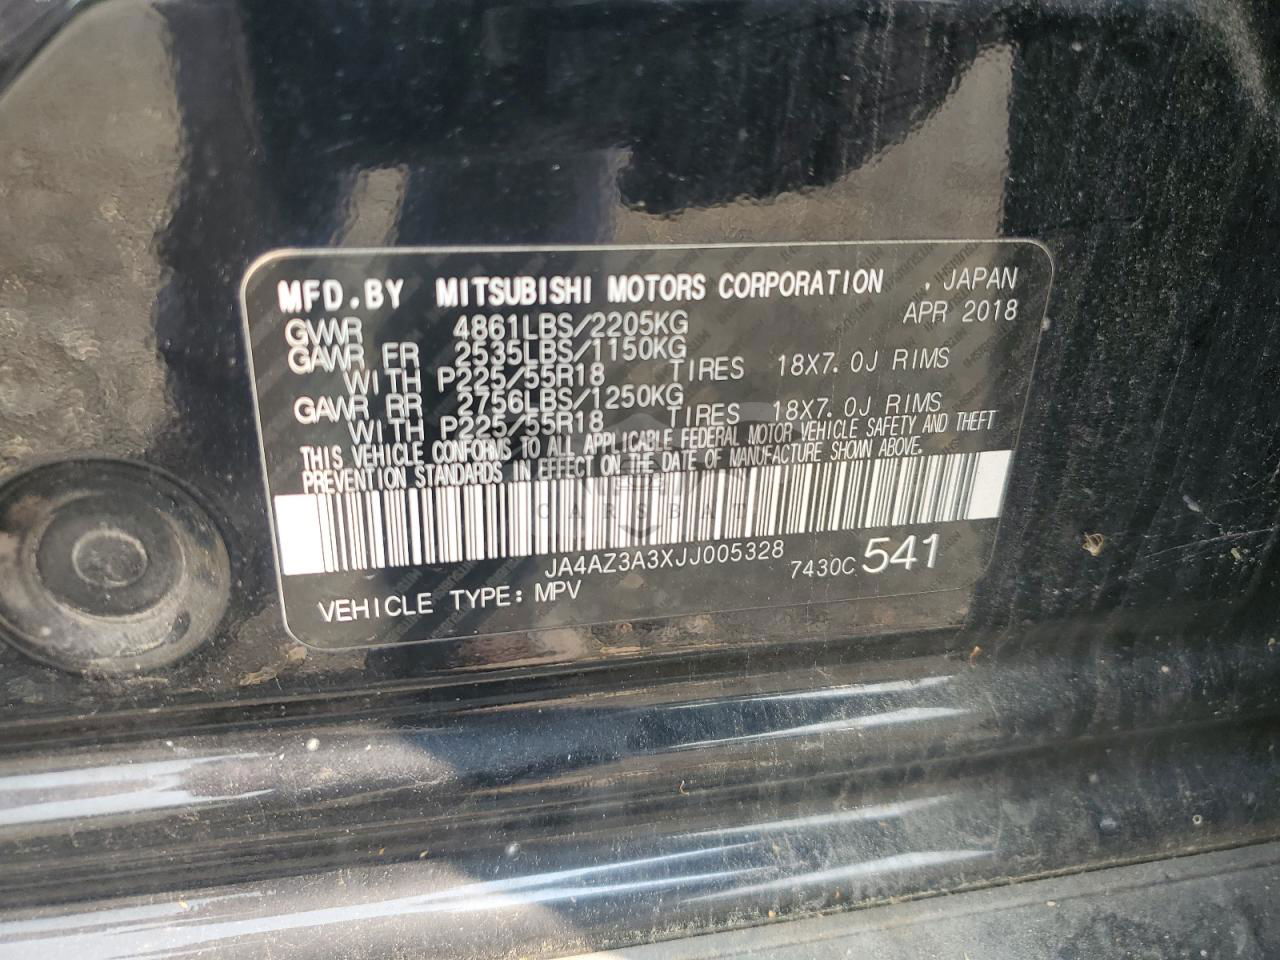 MFD.BY MITSUBISHI MOTORS CORPORATION , JAPAN
APR 2018
GVWR 4861LBS/2205KG
GAWR FR 2535LBS/1150KG
WITH P225/55R18 TIRES 18X7.0J RIMS
GAWR RR 2756LBS/1250KG
WITH P225/55R18 TIRES 18X7.0J RIMS
THIS VEHICLE CONFORMS TO ALL APPLICABLE FEDERAL MOTOR VEHICLE SAFETY AND THEFT
PREVENTION STANDARDS IN EFFECT ON THE DATE OF MANUFACTURE SHOWN ABOVE.
CARSBAD
JA4AZ3A3XJJ005328 7430C 541
VEHICLE TYPE: MPV